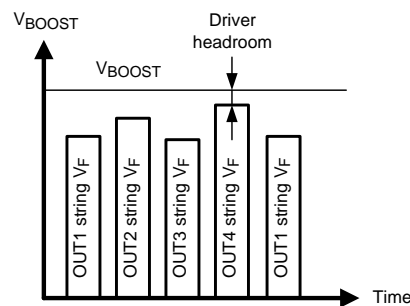 VBOOST
Driver
headroom
VBOOST
OUT1 string VF
OUT2 string VF
OUT3 string VF
OUT4 string VF
OUT1 string VF
Time